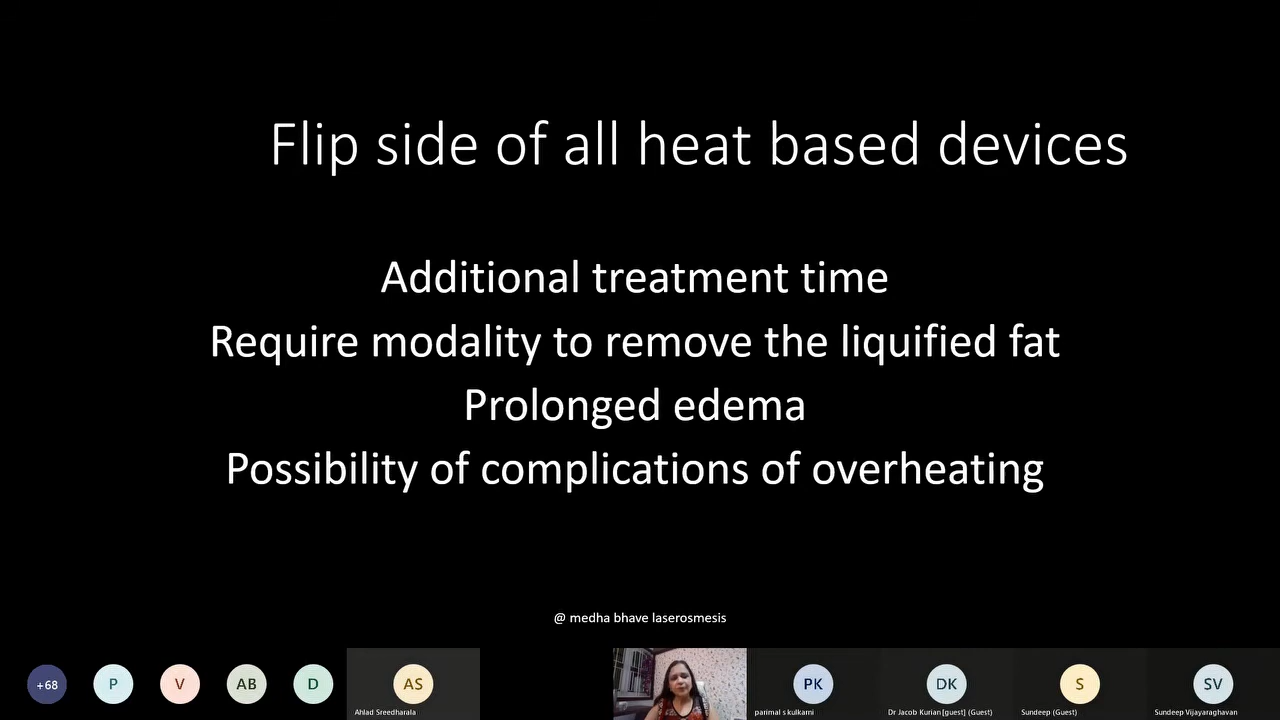 Flip side of all heat based devices
Additional treatment time
Require modality to remove the liquified fat
Prolonged edema
Possibility of complications of overheating
@ medha bhave laserosmesis
+68
P
V
AB
D
AS
Ahlad Sreedharala
PK
parimal s kulkarni
DK
Dr Jacob Kurian[guest] (Guest)
S
Sundeep (Guest)
SV
Sundeep Vijayaraghavan